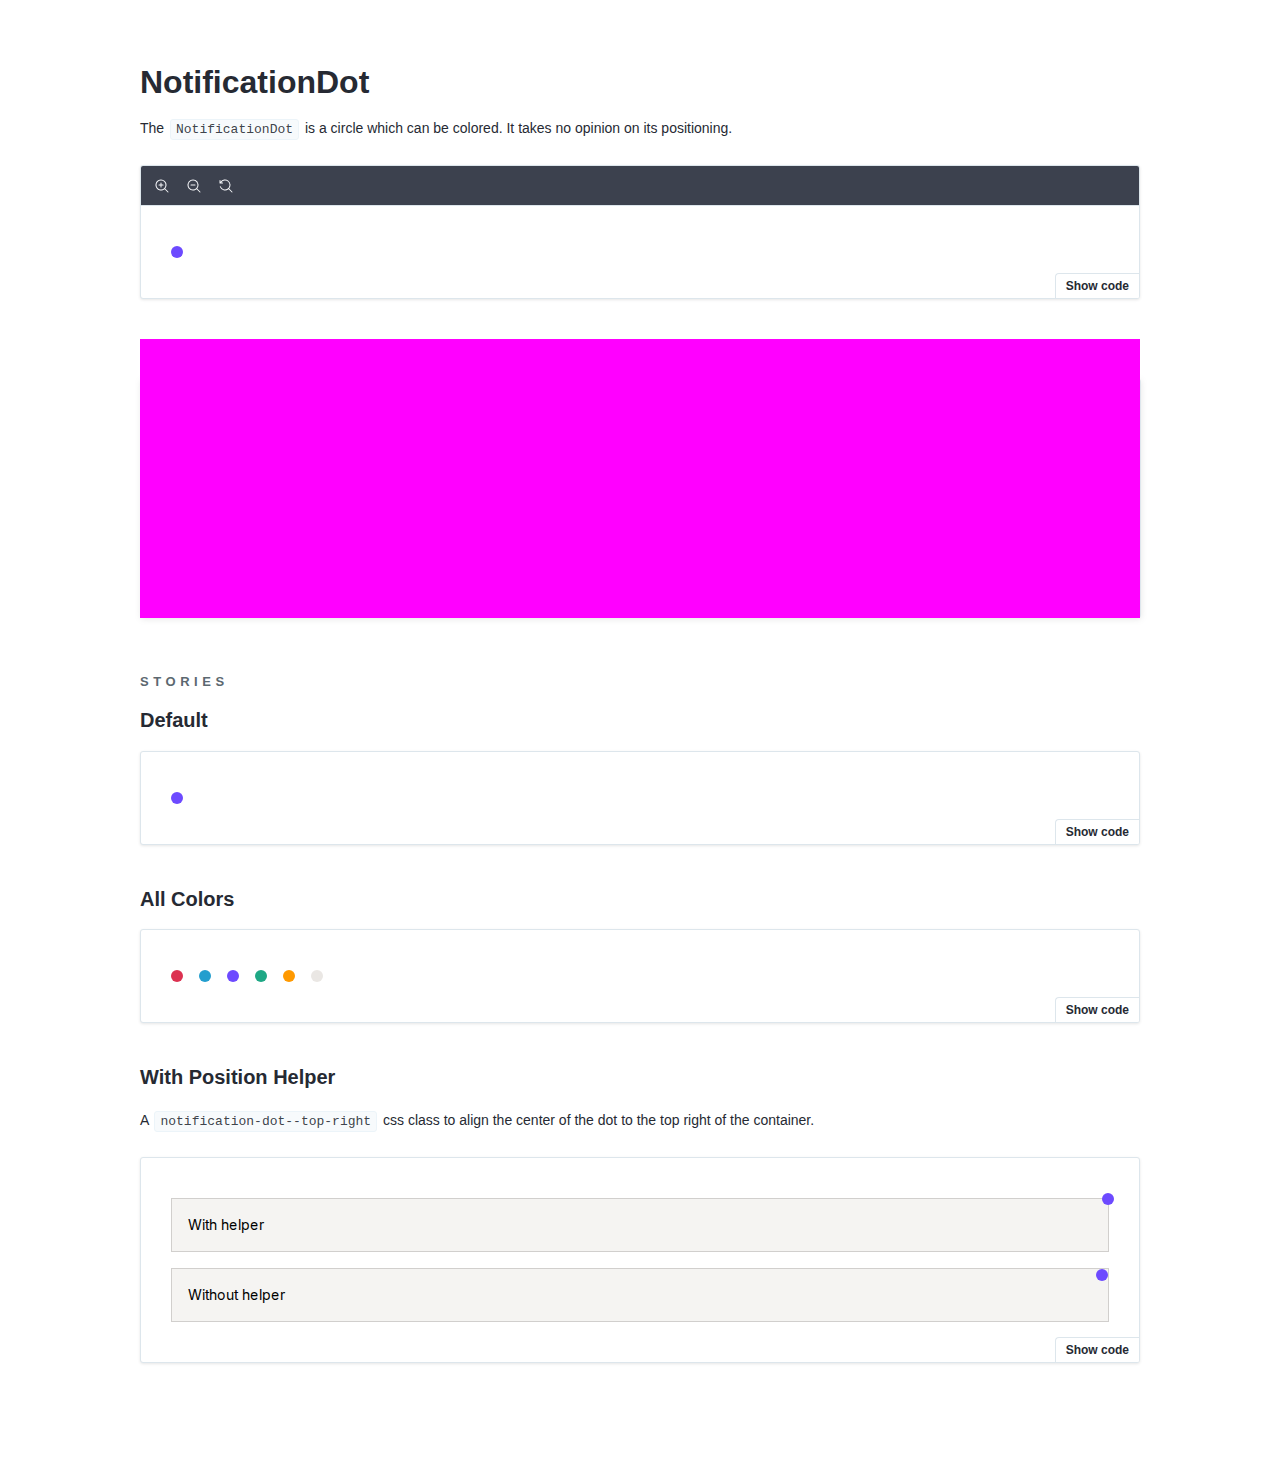 NotificationDot
The NotificationDot is a circle which can be colored. It takes no opinion on its positioning.
Show code
STORIES
Default
Show code
All Colors
Show code
With Position Helper
A notification-dot--top-right css class to align the center of the dot to the top right of the container.
With helper
Without helper
Show code